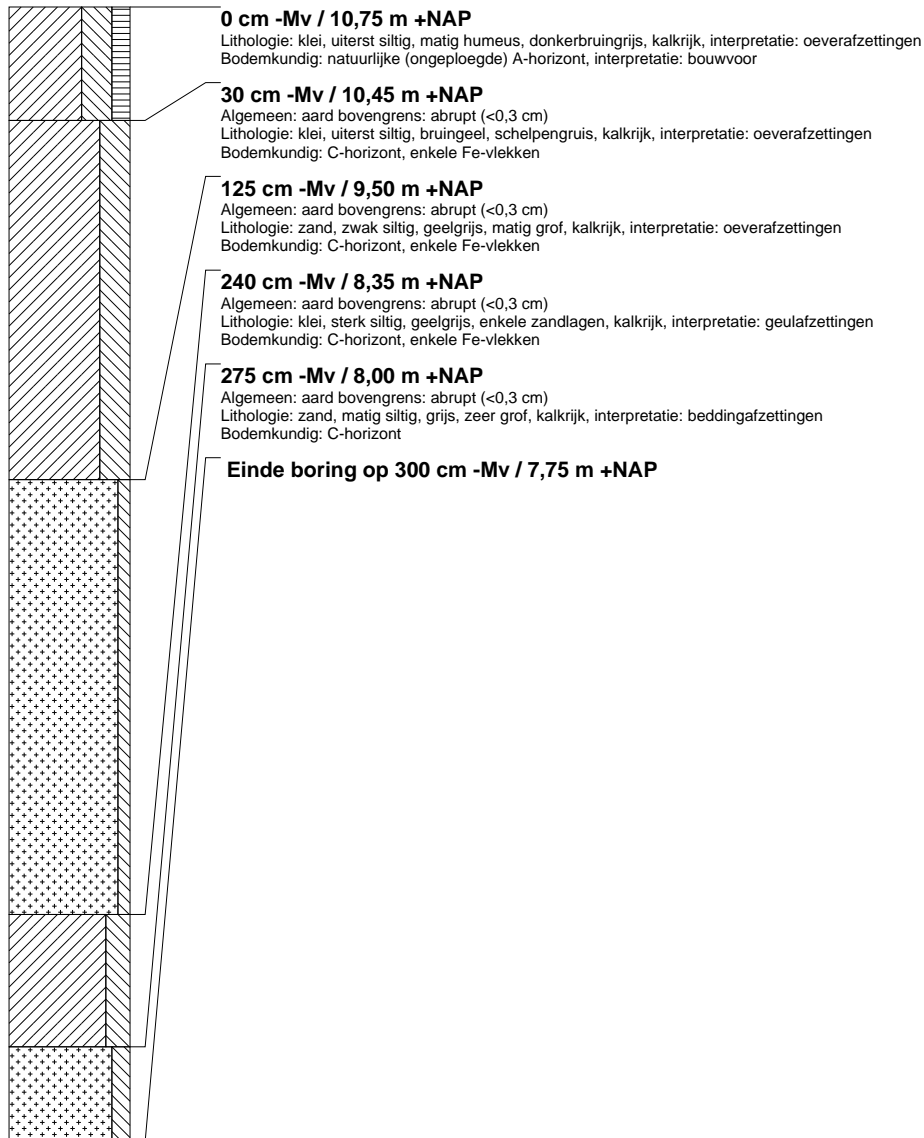 0 cm -Mv / 10,75 m +NAP
Lithologie: klei, uiterst siltig, matig humeus, donkerbruingrijs, kalkrijk, interpretatie: oeverafzettingen
Bodemkundig: natuurlijke (ongeploegde) A-horizont, interpretatie: bouwvoor
30 cm -Mv / 10,45 m +NAP
Algemeen: aard bovengrens: abrupt (<0,3 cm)
Lithologie: klei, uiterst siltig, bruingeel, schelpengruis, kalkrijk, interpretatie: oeverafzettingen
Bodemkundig: C-horizont, enkele Fe-vlekken
125 cm -Mv / 9,50 m +NAP
Algemeen: aard bovengrens: abrupt (<0,3 cm)
Lithologie: zand, zwak siltig, geelgrijs, matig grof, kalkrijk, interpretatie: oeverafzettingen
Bodemkundig: C-horizont, enkele Fe-vlekken
240 cm -Mv / 8,35 m +NAP
Algemeen: aard bovengrens: abrupt (<0,3 cm)
Lithologie: klei, sterk siltig, geelgrijs, enkele zandlagen, kalkrijk, interpretatie: geulafzettingen
Bodemkundig: C-horizont, enkele Fe-vlekken
275 cm -Mv / 8,00 m +NAP
Algemeen: aard bovengrens: abrupt (<0,3 cm)
Lithologie: zand, matig siltig, grijs, zeer grof, kalkrijk, interpretatie: beddingafzettingen
Bodemkundig: C-horizont
Einde boring op 300 cm -Mv / 7,75 m +NAP